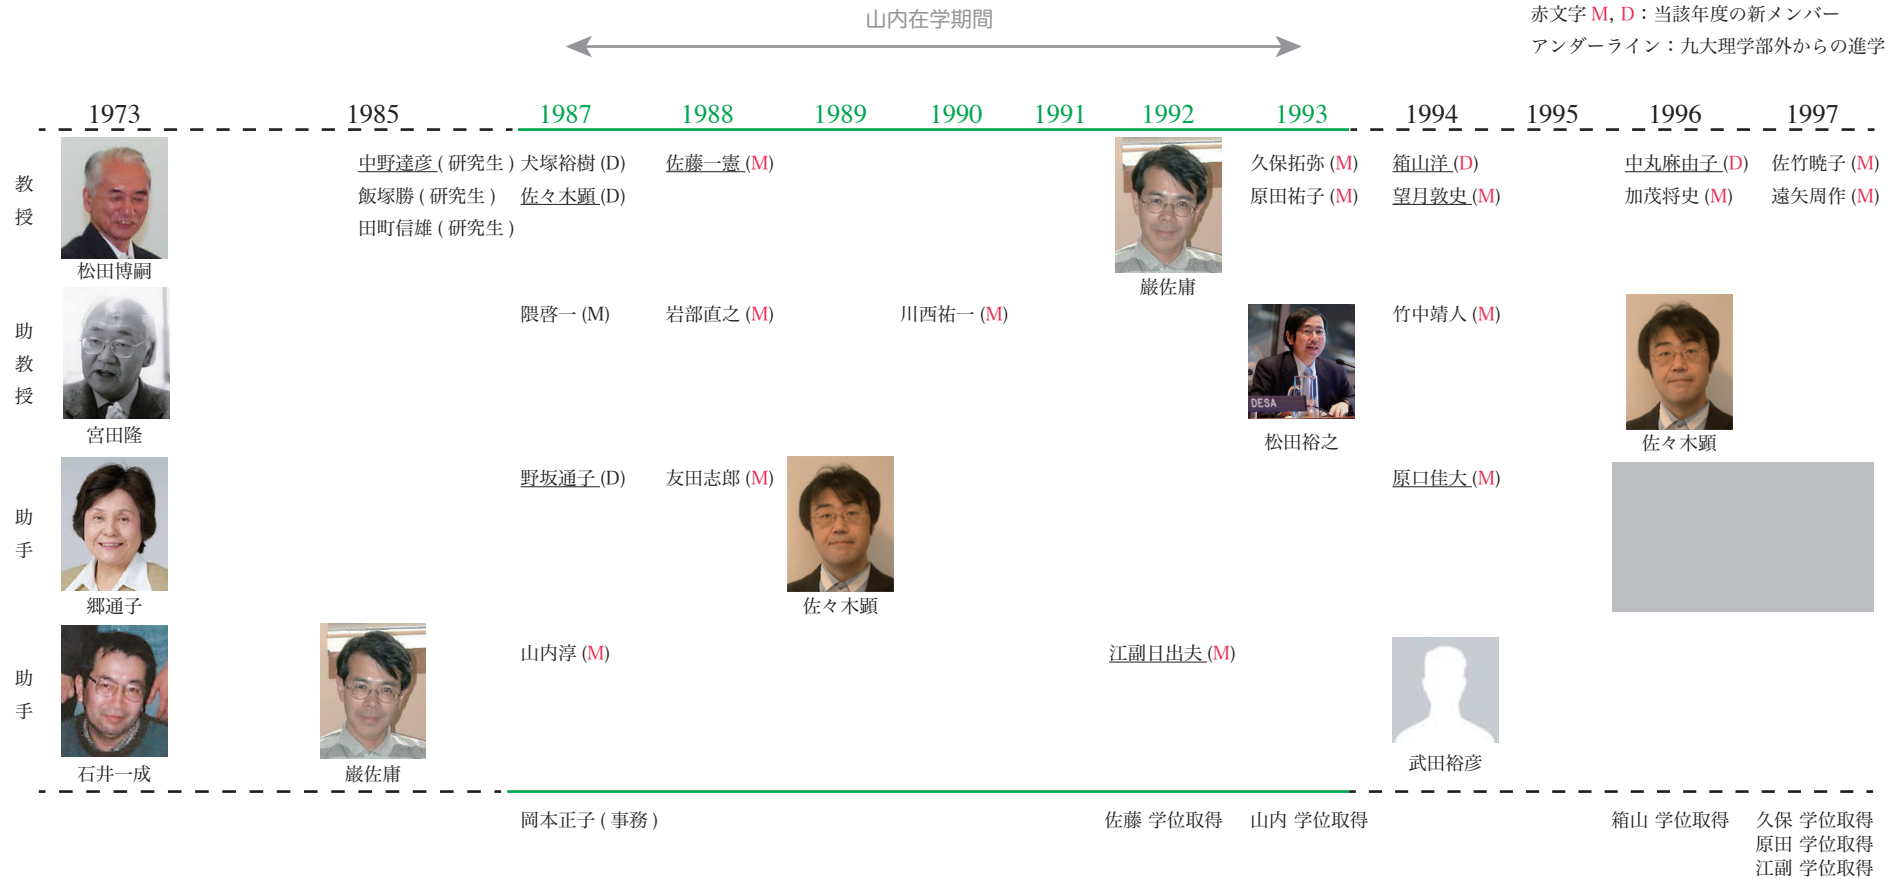 山内在学期間
赤文字 M, D：当該年度の新メンバー
アンダーライン：九大理学部外からの進学
1973 1985 1987 1988 1989 1990 1991 1992 1993 1994 1995 1996 1997
教授
松田博嗣
中野達彦 ( 研究生 )
飯塚勝 ( 研究生 )
田町信雄 ( 研究生 )
犬塚裕樹 (D)
佐々木顕 (D)
佐藤一憲 (M)
巌佐庸
久保拓弥 (M)
原田祐子 (M)
箱山洋 (D)
望月敦史 (M)
中丸麻由子 (D)
加茂将史 (M)
佐竹暁子 (M)
遠矢周作 (M)
助教授
宮田隆
隈啓一 (M)
岩部直之 (M)
川西祐一 (M)
DESA
松田裕之
竹中靖人 (M)
佐々木顕
助手
郷通子
野坂通子 (D)
友田志郎 (M)
佐々木顕
原口佳大 (M)
助手
石井一成
巌佐庸
山内淳 (M)
江副日出夫 (M)
武田裕彦
岡本正子 ( 事務 )
佐藤 学位取得
山内 学位取得
箱山 学位取得
久保 学位取得
原田 学位取得
江副 学位取得